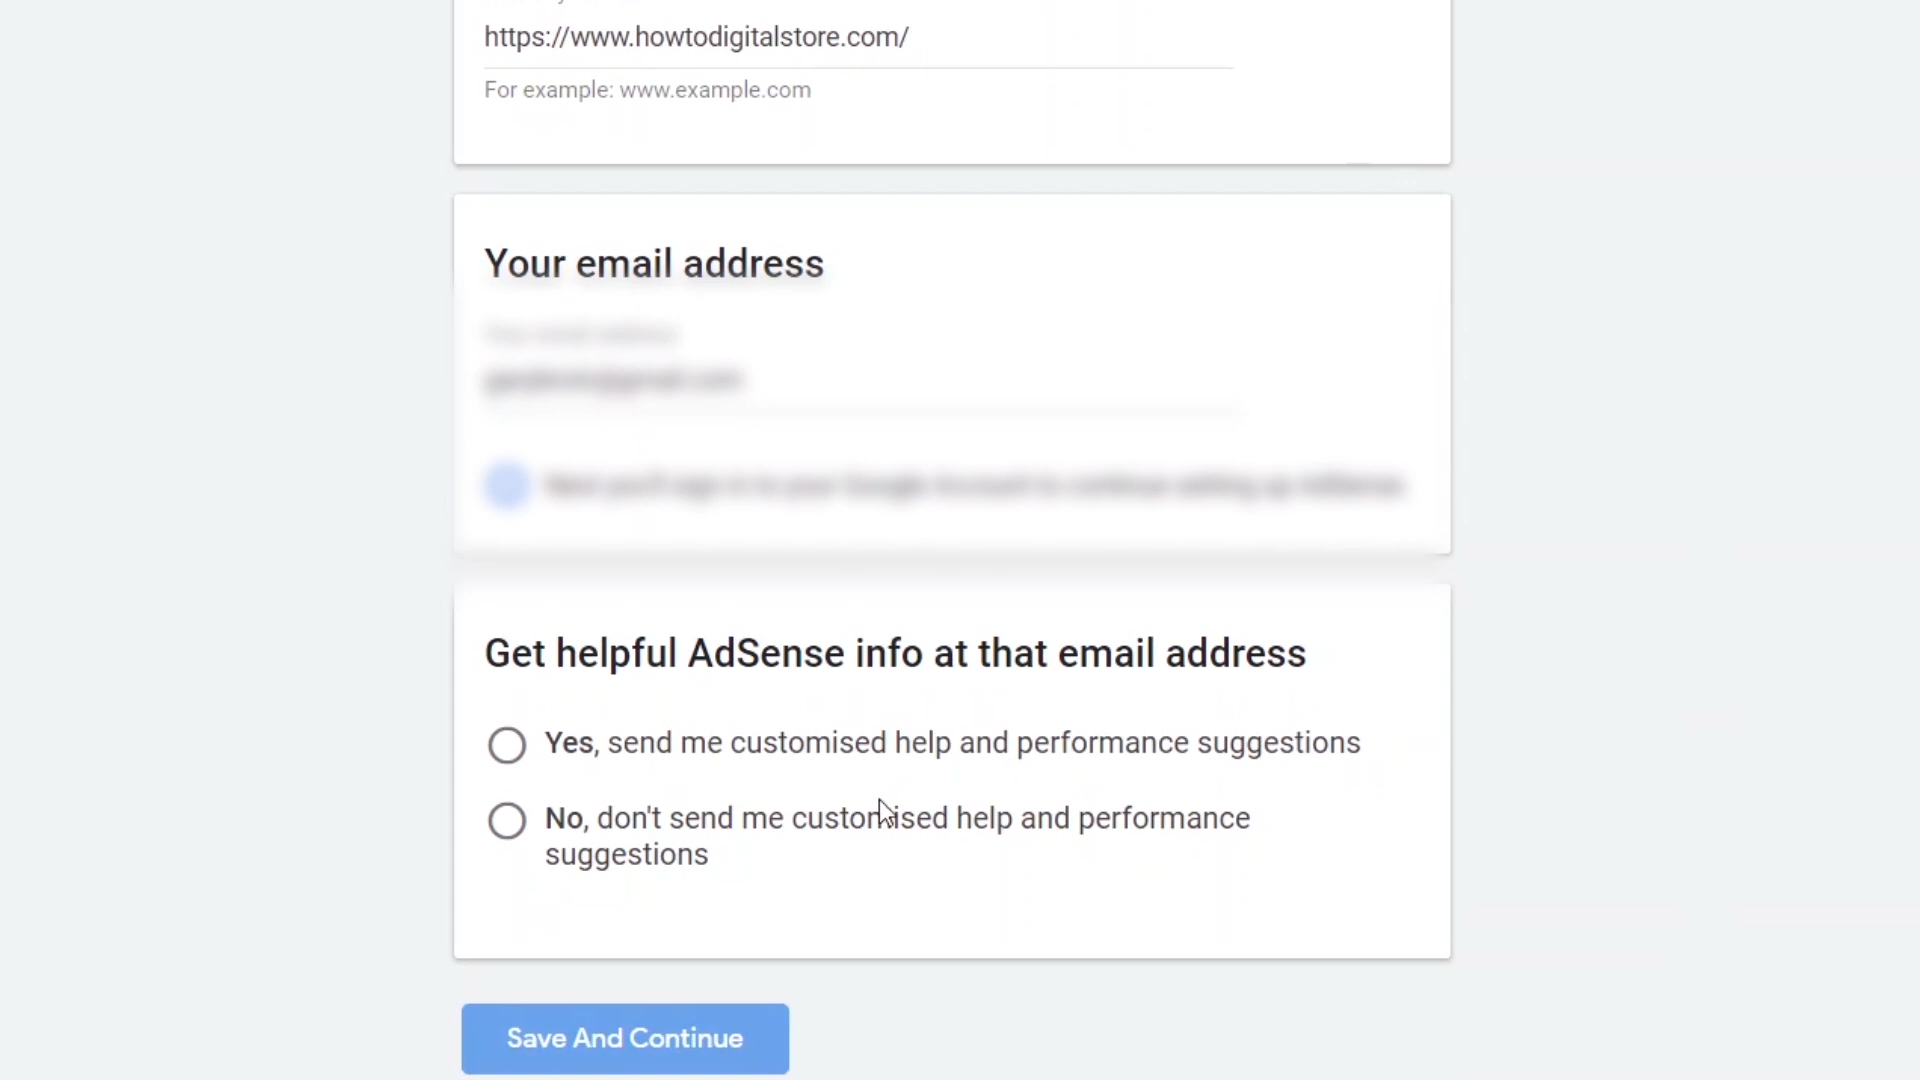 https://www.howtodigitalstore.com/
For example: www.example.com
Your email address
Get helpful AdSense info at that email address
Yes, send me customised help and performance suggestions
No, don't send me customised help and performance
suggestions
Save And Continue